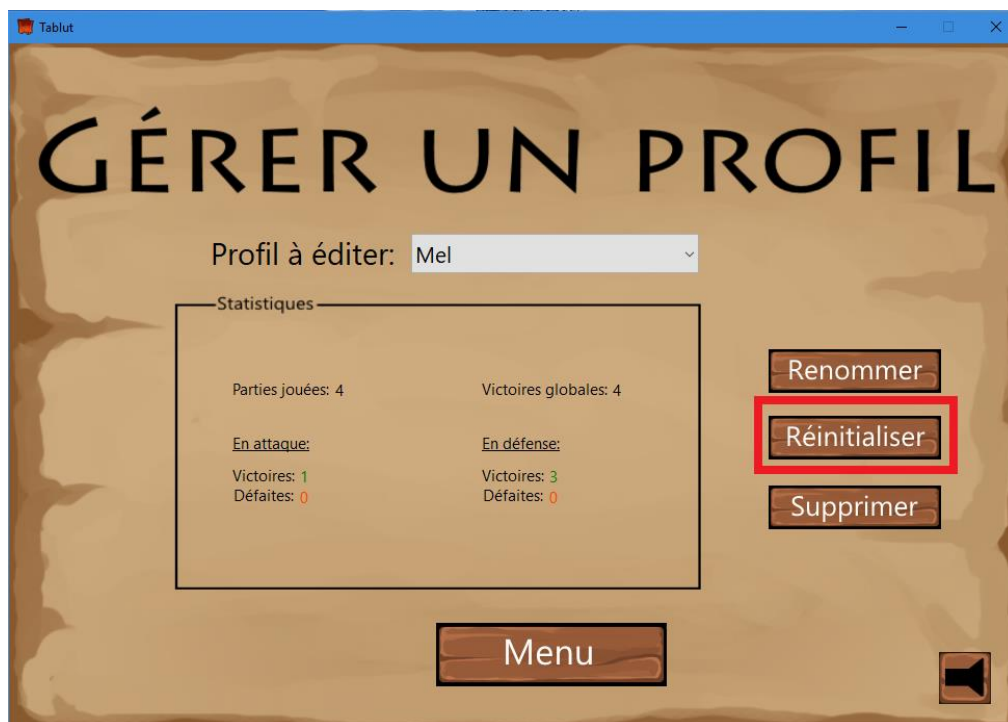 Tablut
GÉRER UN PROFIL
Profil à éditer: Mel
Statistiques
Parties jouées: 4 Victoires globales: 4
En attaque: En défense:
Victoires: 1 Victoires: 3
Défaites: 0 Défaites: 0
Renommer
Réinitialiser
Supprimer
Menu